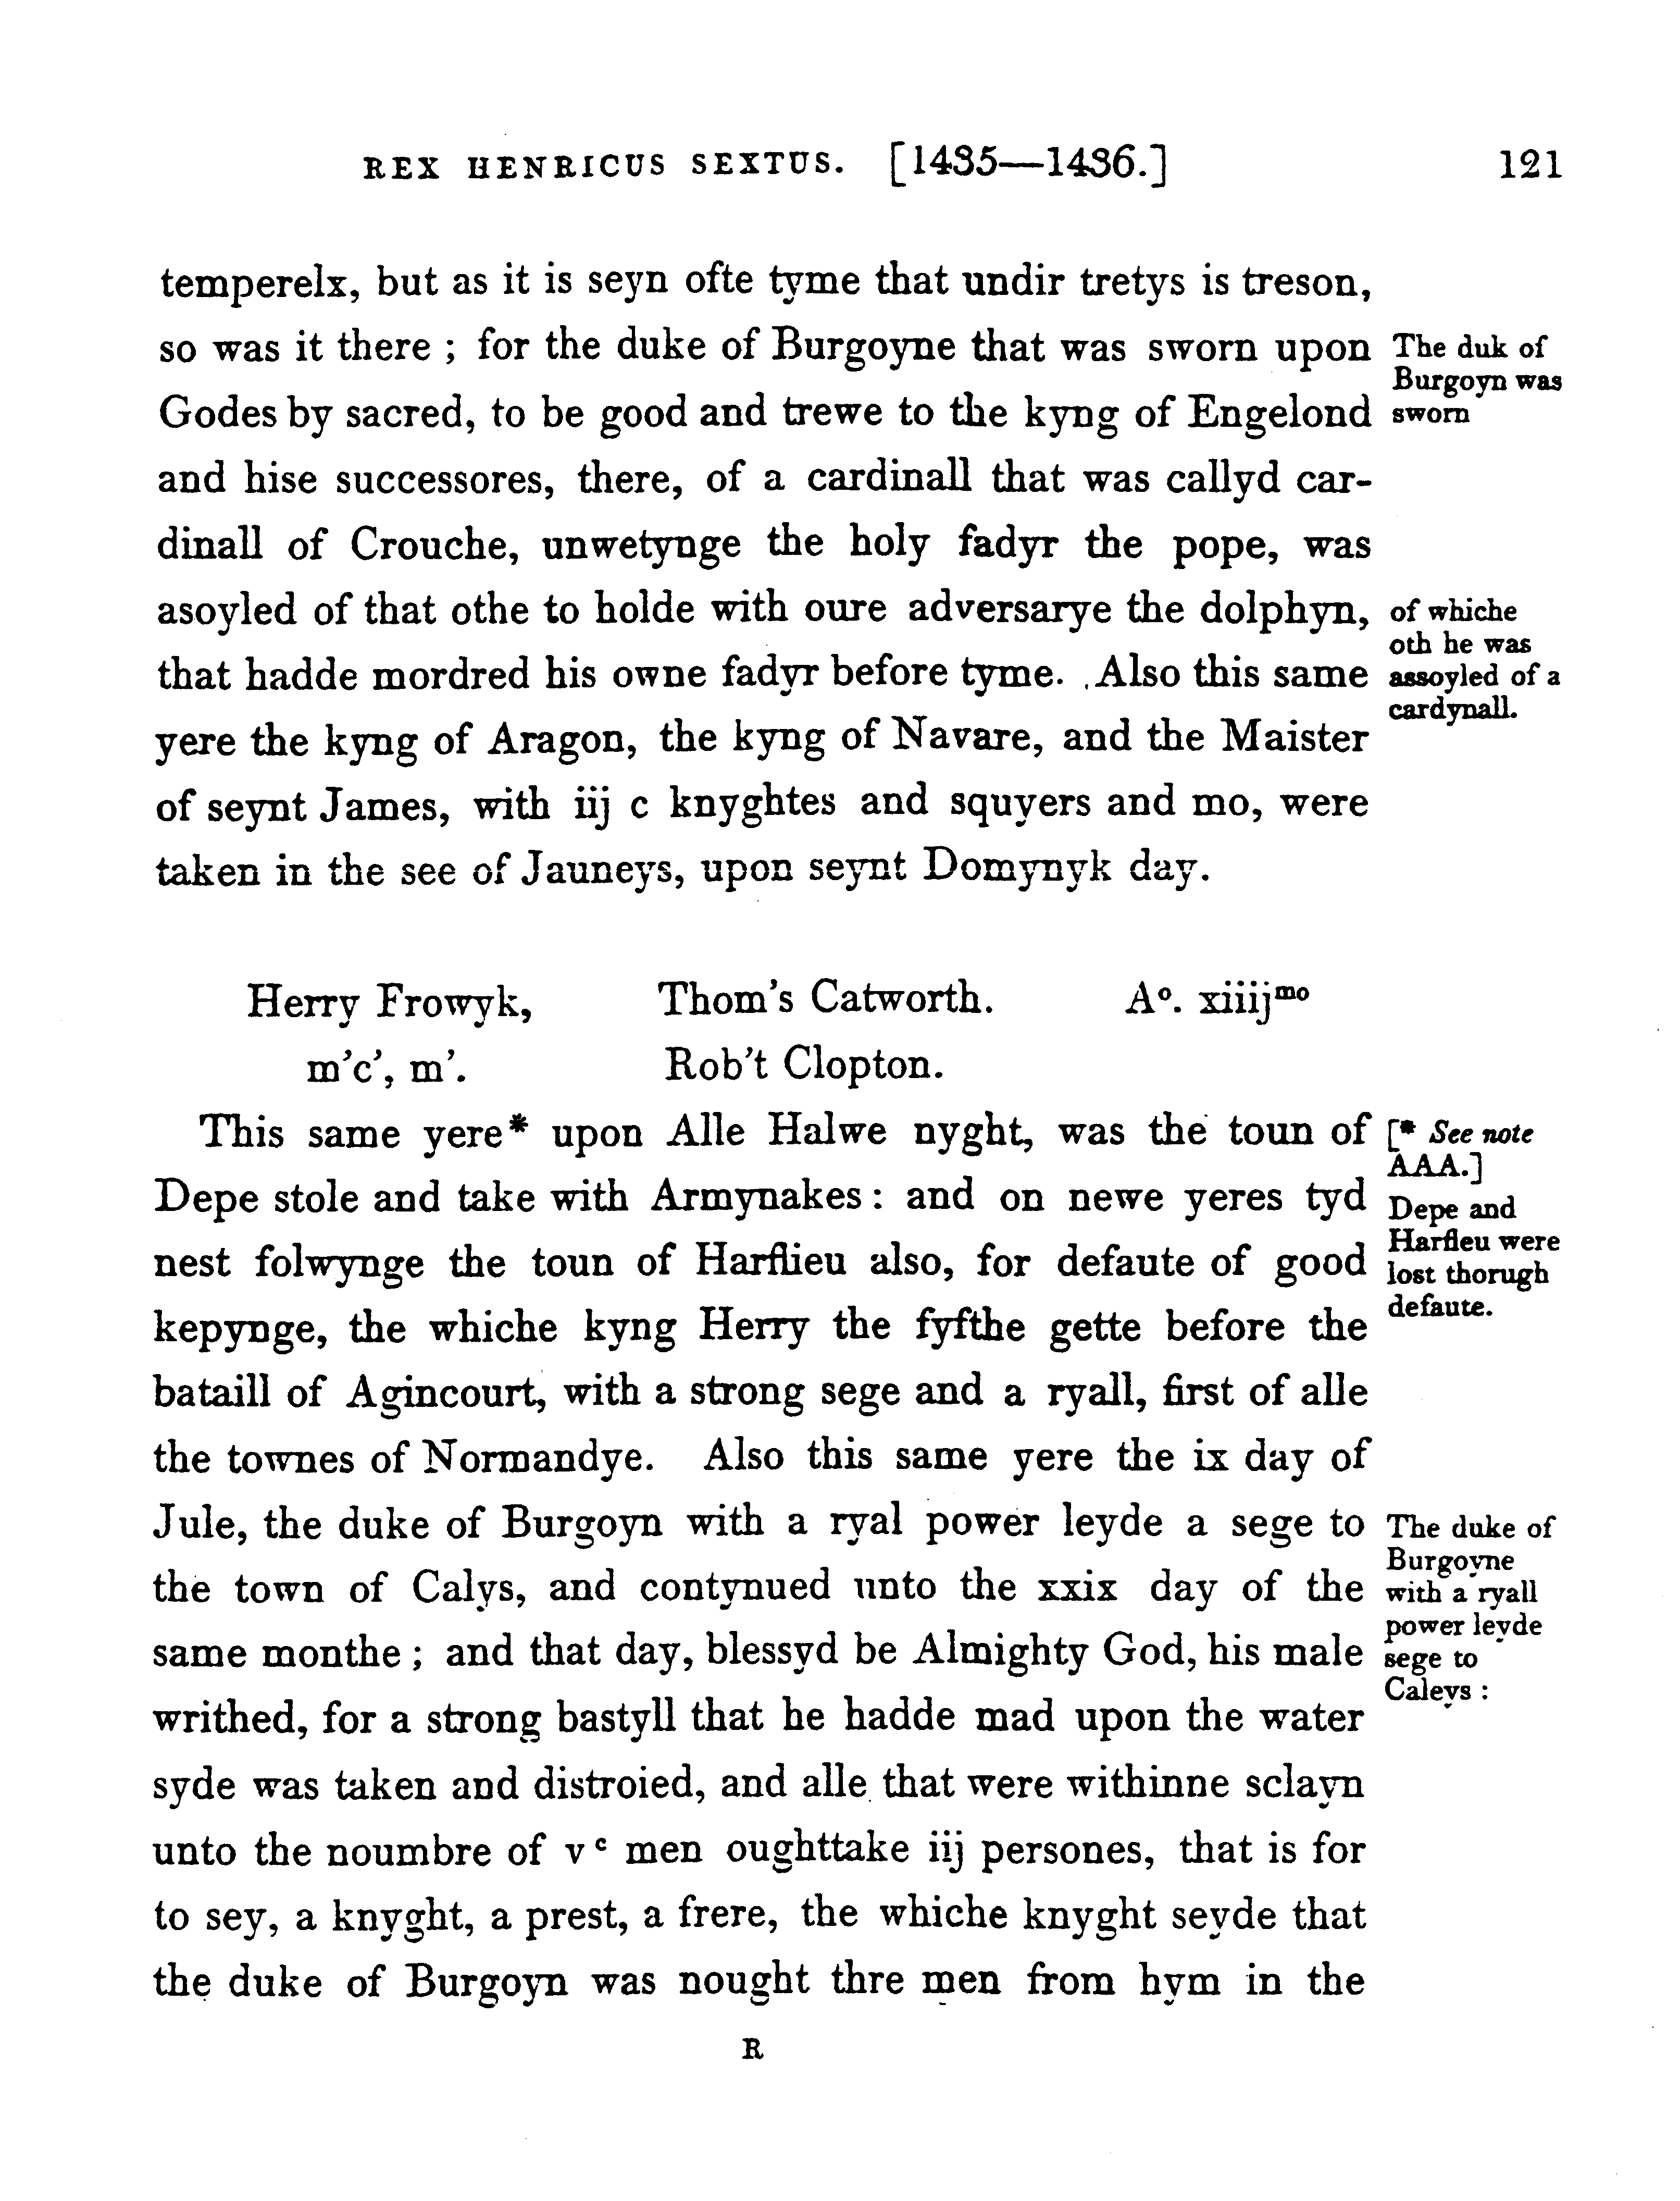 REX HENRICUS SEXTUS. [1435—1436.] 121
temperelx, but as it is seyn ofte tyme that undir tretys is treson,
so was it there ; for the duke of Burgoyne that was sworn upon
Godes by sacred, to be good and trewe to the kyng of Engelond
and hise successores, there, of a cardinall that was callyd car-
dinall of Crouche, unwetynge the holy fadyr the pope, was
asoyled of that othe to holde with oure adversarye the dolphyn,
that hadde mordred his owne fadyr before tyme. Also this same
yere the kyng of Aragon, the kyng of Navare, and the Maister
of seynt James, with iij c knyghtes and squyers and mo, were
taken in the see of Jauneys, upon seynt Domynyk day.
The duk of
Burgoyn was
sworn
of whiche
oth he was
assoyled of a
cardynall.
Herry Frowyk, Thom's Catworth. Aº. xiiijᵐᵒ
m'c', m'. Rob't Clopton.
This same yere* upon Alle Halwe nyght, was the toun of
Depe stole and take with Armynakes : and on newe yeres tyd
nest folwynge the toun of Harflieu also, for defaute of good
kepynge, the whiche kyng Herry the fyfthe gette before the
bataill of Agincourt, with a strong sege and a ryall, first of alle
the townes of Normandye. Also this same yere the ix day of
Jule, the duke of Burgoyn with a ryal power leyde a sege to
the town of Calys, and contynued unto the xxix day of the
same monthe ; and that day, blessyd be Almighty God, his male
writhed, for a strong bastyll that he hadde mad upon the water
syde was taken and distroied, and alle that were withinne sclayn
unto the noumbre of v ᶜ men oughttake iij persones, that is for
to sey, a knyght, a prest, a frere, the whiche knyght seyde that
the duke of Burgoyn was nought thre men from hym in the
[* See note
AAA.]
Depe and
Harfleu were
lost thorugh
defaute.
The duke of
Burgoyne
with a ryall
power leyde
sege to
Caleys :
R